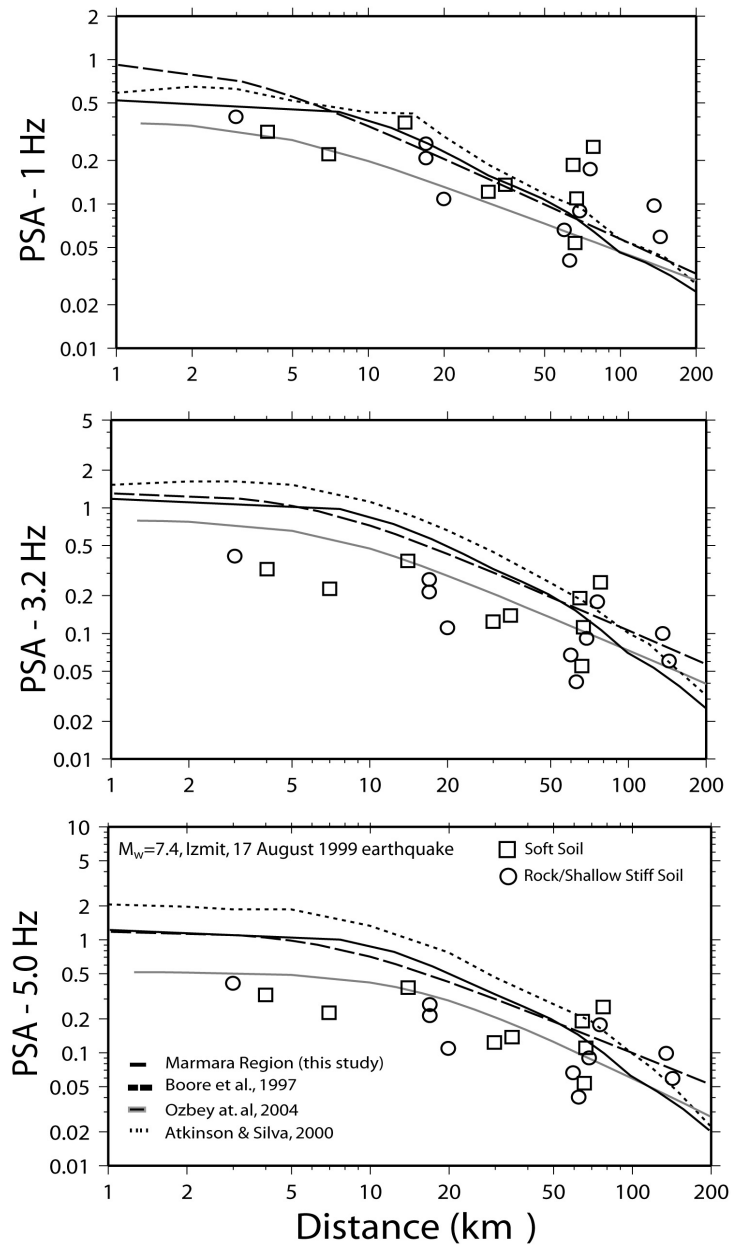 PSA - 1 Hz
2
1
0.5
0.2
0.1
0.05
0.02
0.01
1 2 5 10 20 50 100 200
PSA - 3.2 Hz
5
2
1
0.5
0.2
0.1
0.05
0.02
0.01
1 2 5 10 20 50 100 200
PSA - 5.0 Hz
10
5
2
1
0.5
0.2
0.1
0.05
0.02
0.01
Mw=7.4, Izmit, 17 August 1999 earthquake
Soft Soil
Rock/Shallow Stiff Soil
Marmara Region (this study)
Boore et al., 1997
Ozbey at. al, 2004
Atkinson & Silva, 2000
1 2 5 10 20 50 100 200
Distance (km )